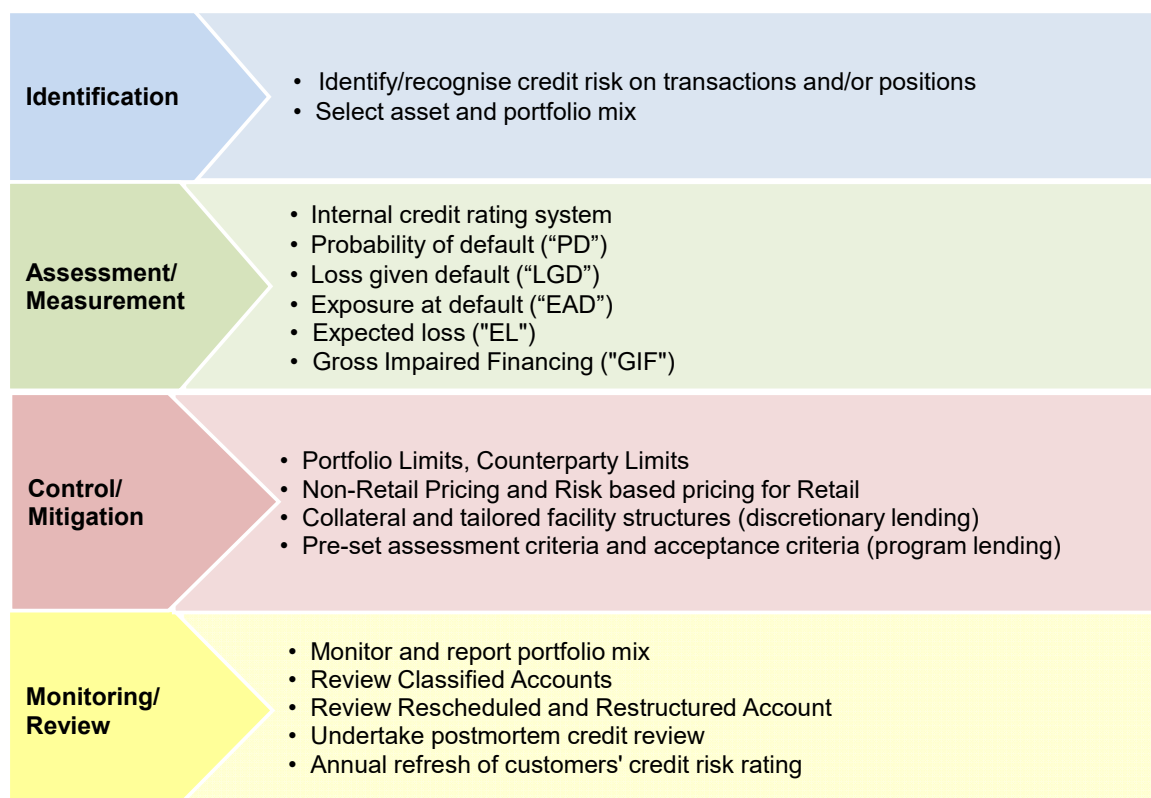 Identification
• Identify/recognise credit risk on transactions and/or positions
• Select asset and portfolio mix
Assessment/
Measurement
• Internal credit rating system
• Probability of default (“PD”)
• Loss given default (“LGD”)
• Exposure at default (“EAD”)
• Expected loss ("EL")
• Gross Impaired Financing ("GIF")
Control/
Mitigation
• Portfolio Limits, Counterparty Limits
• Non-Retail Pricing and Risk based pricing for Retail
• Collateral and tailored facility structures (discretionary lending)
• Pre-set assessment criteria and acceptance criteria (program lending)
Monitoring/
Review
• Monitor and report portfolio mix
• Review Classified Accounts
• Review Rescheduled and Restructured Account
• Undertake postmortem credit review
• Annual refresh of customers' credit risk rating